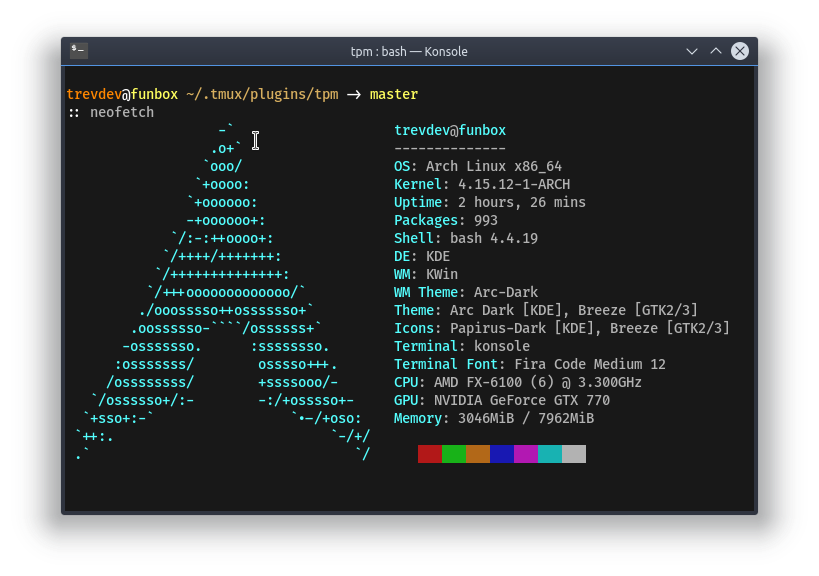 tpm : bash — Konsole
trevdev@funbox ~/.tmux/plugins/tpm -> master
:: neofetch
                   -`                    trevdev@funbox
                  .o+`                   --------------
                 `ooo/                   OS: Arch Linux x86_64
                `+oooo:                  Kernel: 4.15.12-1-ARCH
               `+oooooo:                 Uptime: 2 hours, 26 mins
               -+oooooo+:                Packages: 993
             `/:-:++oooo+:               Shell: bash 4.4.19
            `/++++/+++++++:              DE: KDE
           `/++++++++++++++:             WM: KWin
          `/+++ooooooooooooo/`           WM Theme: Arc-Dark
         ./ooosssso++osssssso+`          Theme: Arc Dark [KDE], Breeze [GTK2/3]
        .oossssso-````/ossssss+`         Icons: Papirus-Dark [KDE], Breeze [GTK2/3]
       -osssssso.      :ssssssso.        Terminal: konsole
      :osssssss/        osssso+++.       Terminal Font: Fira Code Medium 12
     /ossssssss/        +ssssooo/-       CPU: AMD FX-6100 (6) @ 3.300GHz
   `/ossssso+/:-        -:/+osssso+-     GPU: NVIDIA GeForce GTX 770
  `+sso+:-`                 `.-/+oso:    Memory: 3046MiB / 7962MiB
 `++:.                           `-/+/
 .`                                 `/